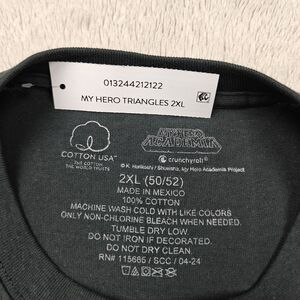 013244212122
MY HERO TRIANGLES 2XL
COTTON USA™
THE COTTON
THE WORLD TRUSTS
MY HERO
ACADEMIA
crunchyroll
© K. Horikoshi / Shueisha, My Hero Academia Project
2XL (50/52)
MADE IN MEXICO
100% COTTON
MACHINE WASH COLD WITH LIKE COLORS
ONLY NON-CHLORINE BLEACH WHEN NEEDED.
TUMBLE DRY LOW.
DO NOT IRON IF DECORATED.
DO NOT DRY CLEAN.
RN# 115665 / SCC / 04-24